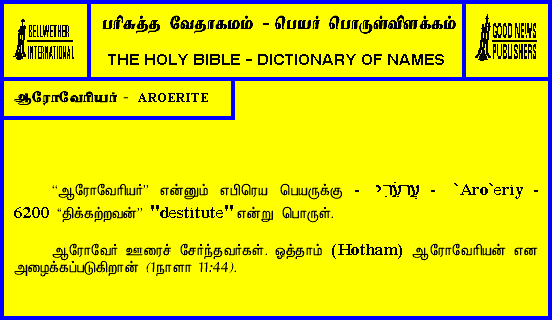 BELLWETHER
INTERNATIONAL
பரிசுத்த வேதாகமம் - பெயர் பொருள்விளக்கம்
THE HOLY BIBLE - DICTIONARY OF NAMES
GOOD NEWS
PUBLISHERS
ஆரோவேரியர் - AROERITE
“ஆரோவேரியர்” என்னும் எபிரெய பெயருக்கு - - `Aro`eriy -
6200 “திக்கற்றவன்” "destitute" என்று பொருள்.
ஆரோவேர் ஊரைச் சேர்ந்தவர்கள். ஒத்தாம் (Hotham) ஆரோவேரியன் என
அழைக்கப்படுகிறான் (1நாளா 11:44).